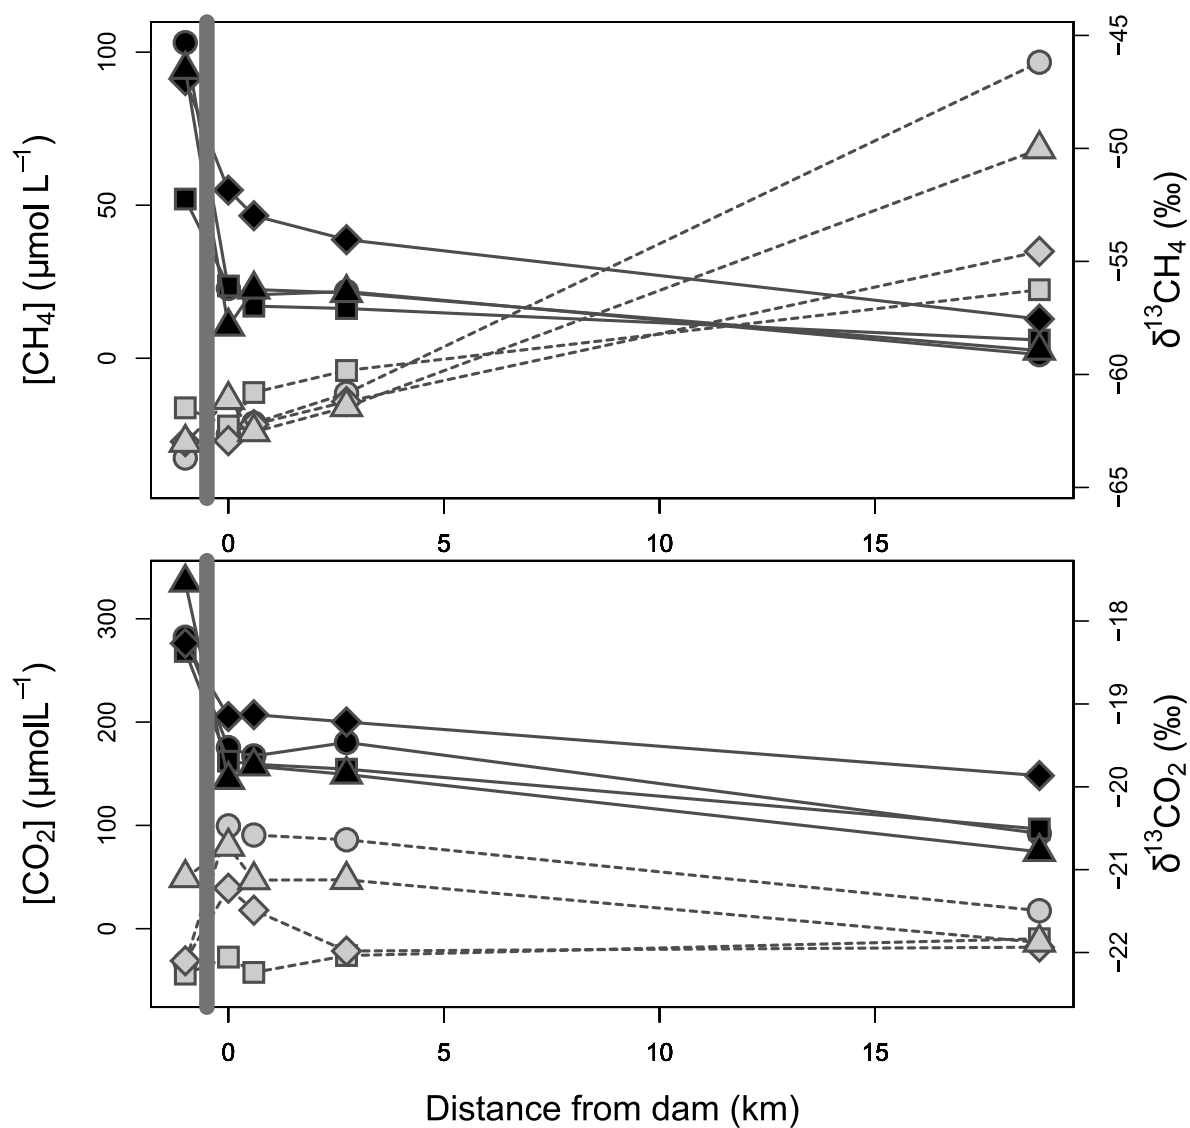 100
50
0
[CH₄] (µmol L⁻¹)
−45
−50
−55
−60
−65
δ¹³CH₄ (‰)
0 5 10 15
300
200
100
0
[CO₂] (µmolL⁻¹)
−18
−19
−20
−21
−22
δ¹³CO₂ (‰)
0 5 10 15
Distance from dam (km)